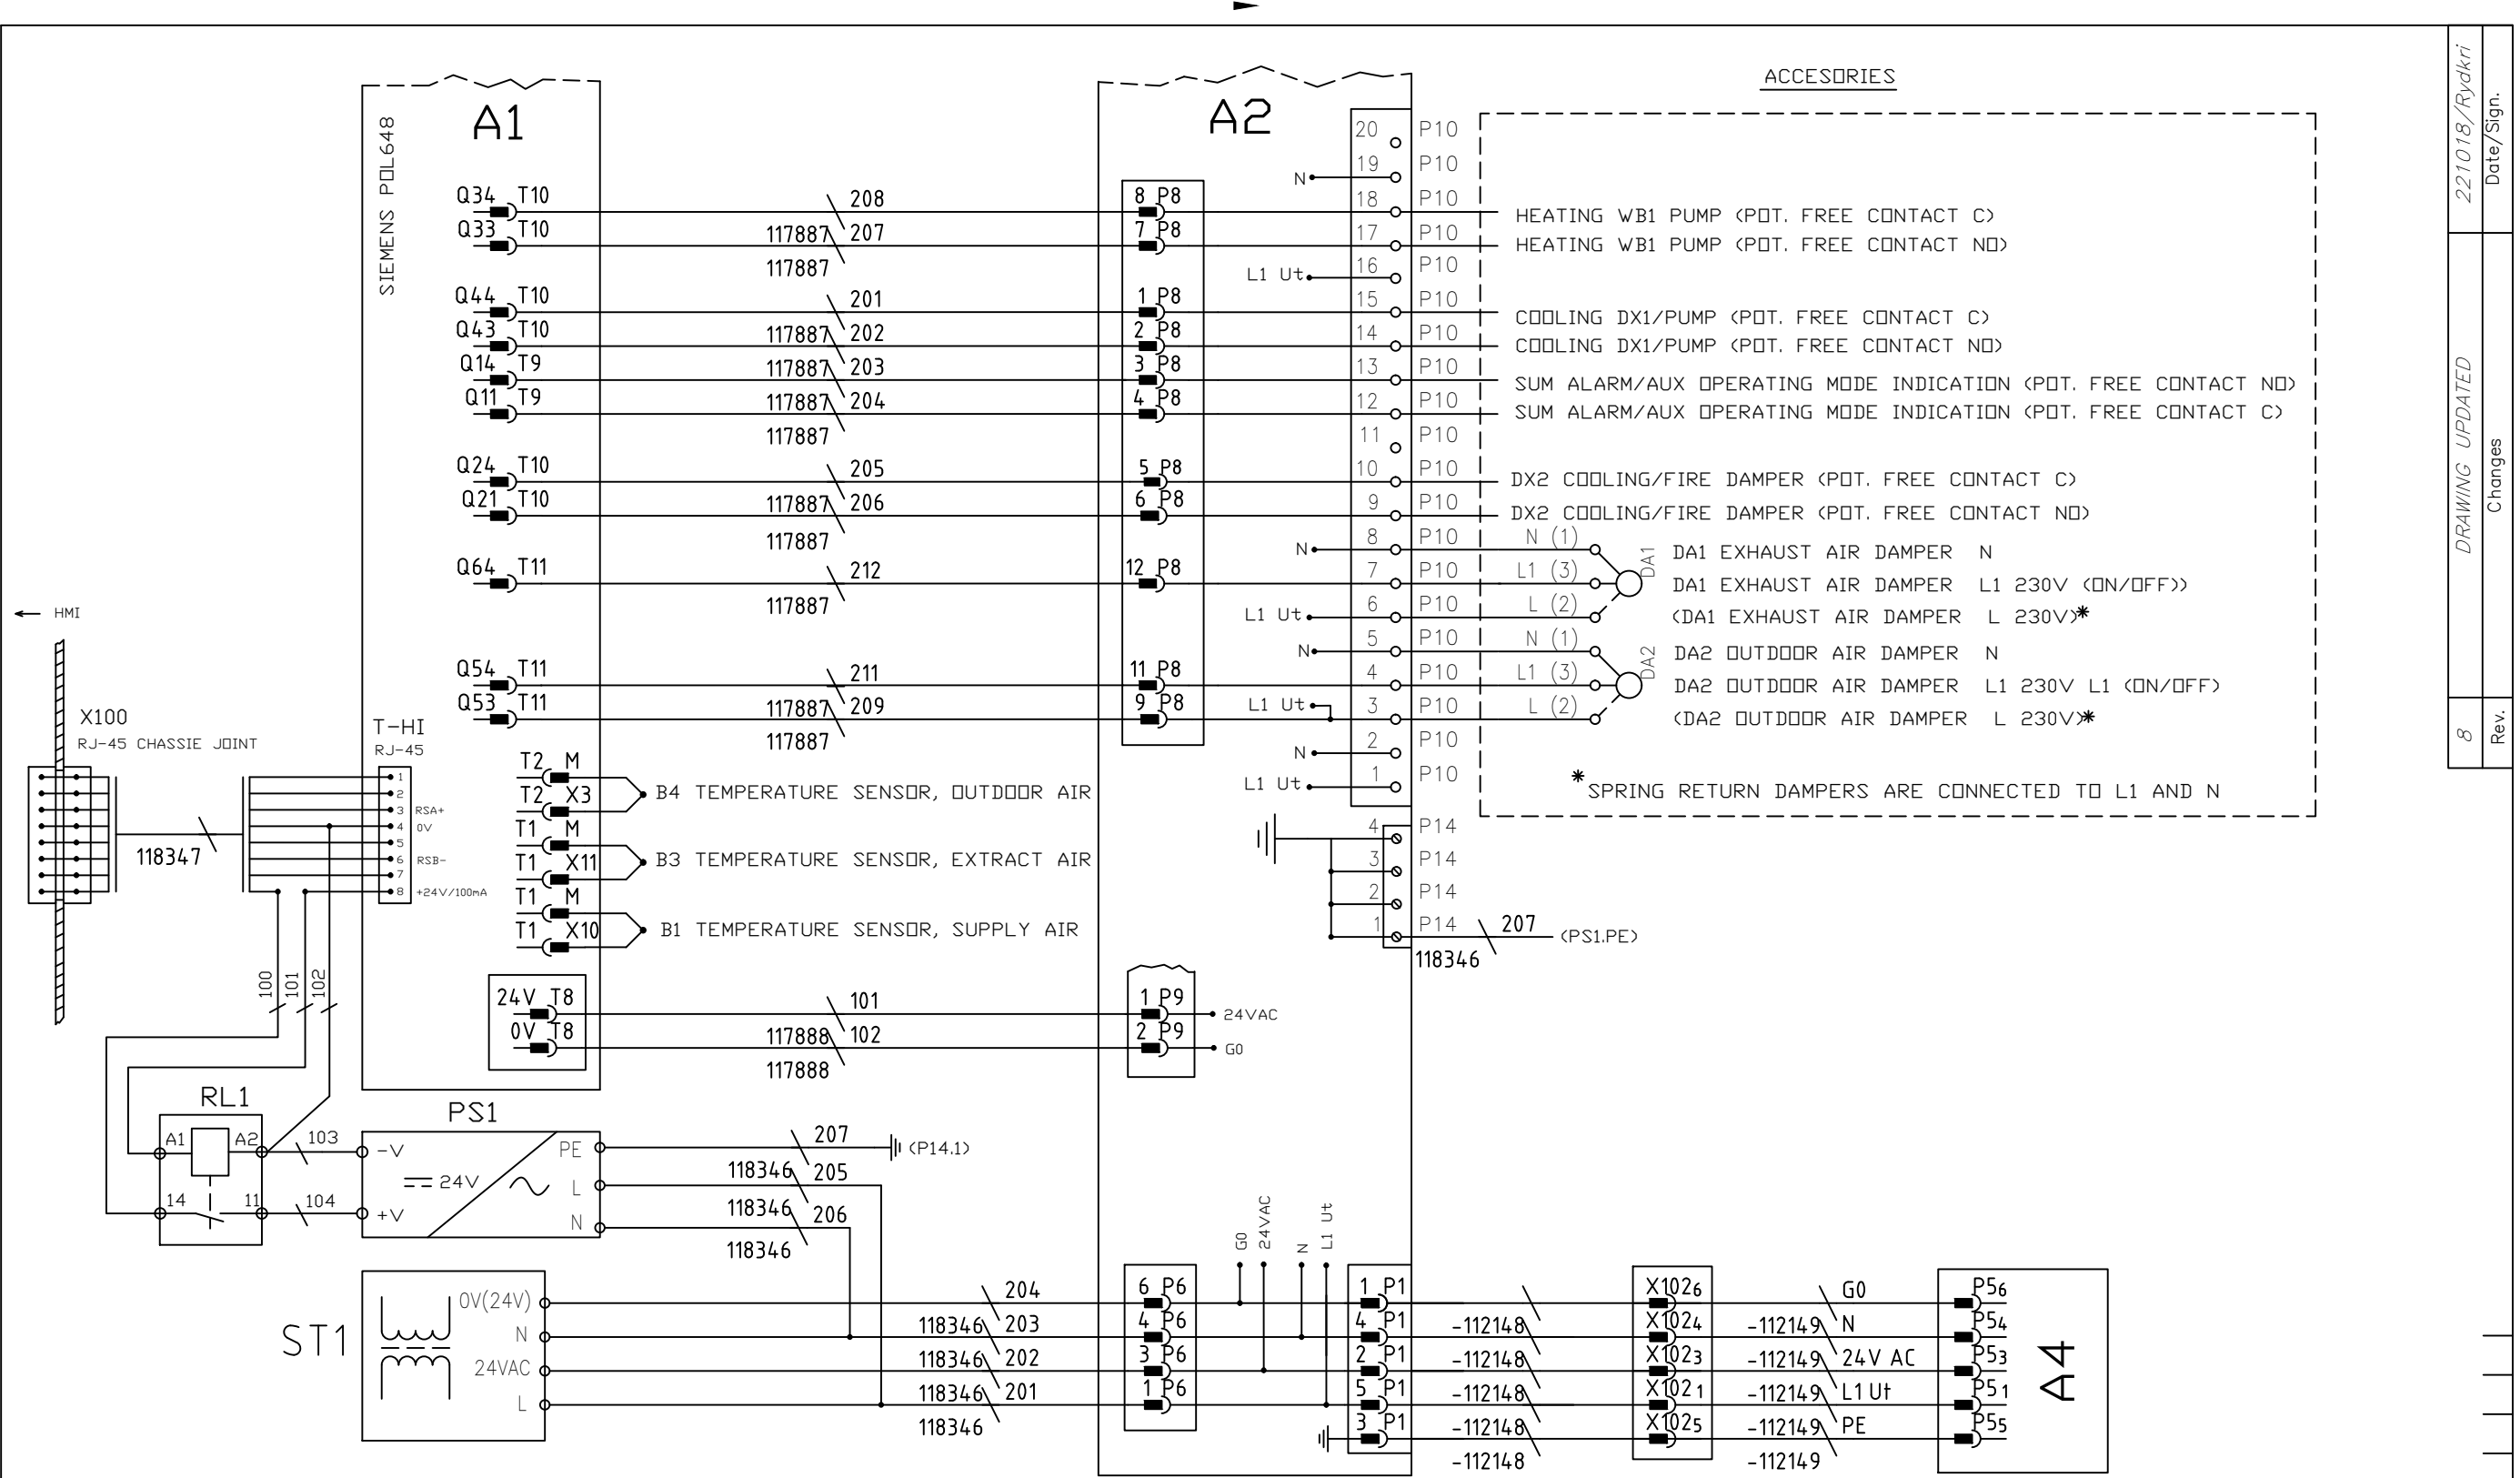 ACCESORIES
221018/Rydkri
Date/Sign.
DRAWING UPDATED
Changes
8
Rev.
A1
SIEMENS POL648
A2
20 P10
N 19 P10
Q34 T10 208 8 P8 18 P10 HEATING WB1 PUMP (POT. FREE CONTACT C)
117887
Q33 T10 207 7 P8 17 P10 HEATING WB1 PUMP (POT. FREE CONTACT NO)
117887
L1 Ut 16 P10
Q44 T10 201 1 P8 15 P10 COOLING DX1/PUMP (POT. FREE CONTACT C)
117887
Q43 T10 202 2 P8 14 P10 COOLING DX1/PUMP (POT. FREE CONTACT NO)
117887
Q14 T9 203 3 P8 13 P10 SUM ALARM/AUX OPERATING MODE INDICATION (POT. FREE CONTACT NO)
117887
Q11 T9 204 4 P8 12 P10 SUM ALARM/AUX OPERATING MODE INDICATION (POT. FREE CONTACT C)
117887
11 P10
Q24 T10 205 5 P8 10 P10 DX2 COOLING/FIRE DAMPER (POT. FREE CONTACT C)
117887
Q21 T10 206 6 P8 9 P10 DX2 COOLING/FIRE DAMPER (POT. FREE CONTACT NO)
117887
N 8 P10 N (1) DA1 DA1 EXHAUST AIR DAMPER N
Q64 T11 212 12 P8 7 P10 L1 (3) DA1 EXHAUST AIR DAMPER L1 230V (ON/OFF))
117887
L1 Ut 6 P10 L (2) (DA1 EXHAUST AIR DAMPER L 230V)*
N 5 P10 N (1) DA2 DA2 OUTDOOR AIR DAMPER N
Q54 T11 211 11 P8 4 P10 L1 (3) DA2 OUTDOOR AIR DAMPER L1 230V L1 (ON/OFF)
117887
Q53 T11 209 9 P8 L1 Ut 3 P10 L (2) (DA2 OUTDOOR AIR DAMPER L 230V)*
117887
N 2 P10
L1 Ut 1 P10
*SPRING RETURN DAMPERS ARE CONNECTED TO L1 AND N
HMI
X100
RJ-45 CHASSIE JOINT
118347
T-HI
RJ-45
1
2
3 RSA+
4 0V
5
6 RSB-
7
8 +24V/100mA
T2 M
T2 X3
B4 TEMPERATURE SENSOR, OUTDOOR AIR
T1 M
T1 X11
B3 TEMPERATURE SENSOR, EXTRACT AIR
T1 M
T1 X10
B1 TEMPERATURE SENSOR, SUPPLY AIR
4 P14
3 P14
2 P14
1 P14 207 (PS1.PE)
118346
100
101
102
24V T8 101 1 P9 24VAC
117888
0V T8 102 2 P9 G0
117888
RL1
A1 A2 103
14 11 104
PS1
-V
24V
+V
PE 207 (P14.1)
118346
L 205
118346
N 206
118346
G0
24VAC
N
L1 Ut
ST1
0V(24V) 204 6 P6 1 P1 X102 6 G0 P5 6
118346 -112148 -112149
N 203 4 P6 4 P1 X102 4 N P5 4
118346 -112148 -112149
24VAC 202 3 P6 2 P1 X102 3 24V AC P5 3
118346 -112148 -112149
L 201 1 P6 5 P1 X102 1 L1 Ut P5 1
118346 -112148 -112149
3 P1 X102 5 PE P5 5
-112148 -112149
A4